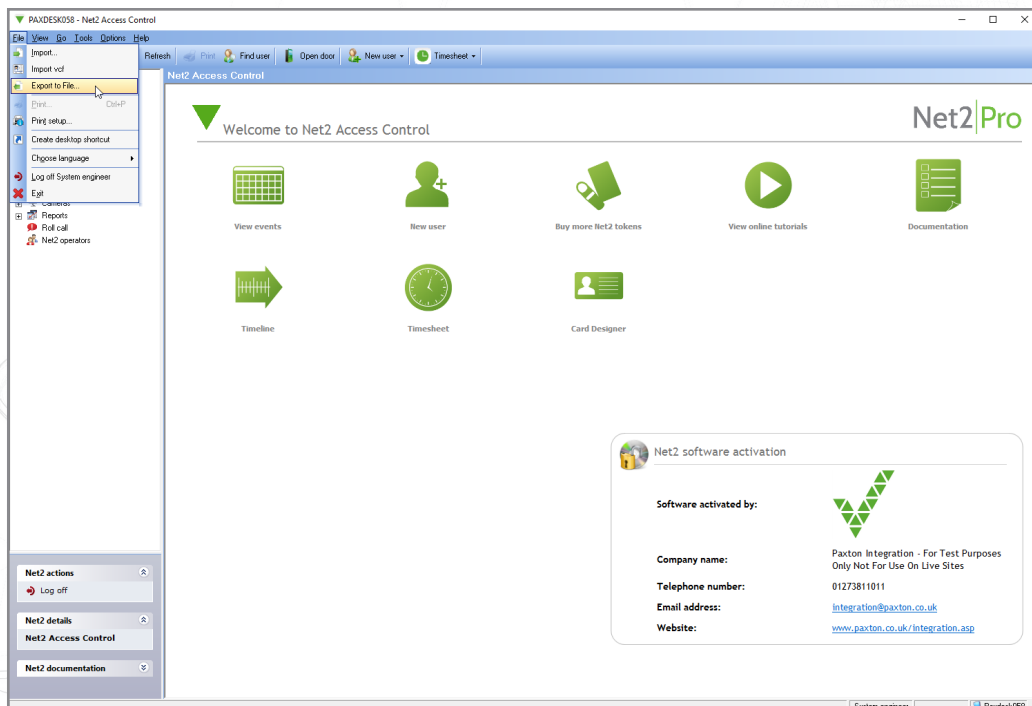 PAXDESK058 - Net2 Access Control
File View Go Tools Options Help
Refresh Print Find user Open door New user Timesheet
Import...
Import vcf
Export to File...
Print... Ctrl+P
Print setup...
Create desktop shortcut
Choose language
Log off System engineer
Exit
Cameras
Reports
Roll call
Net2 operators
Net2 Access Control
Welcome to Net2 Access Control
Net2 Pro
View events
New user
Buy more Net2 tokens
View online tutorials
Documentation
Timeline
Timesheet
Card Designer
Net2 software activation
Software activated by:
Company name: Paxton Integration - For Test Purposes
Only Not For Use On Live Sites
Telephone number: 01273811011
Email address: integration@paxton.co.uk
Website: www.paxton.co.uk/integration.asp
Net2 actions
Log off
Net2 details
Net2 Access Control
Net2 documentation
System engineer
Paxdesk058